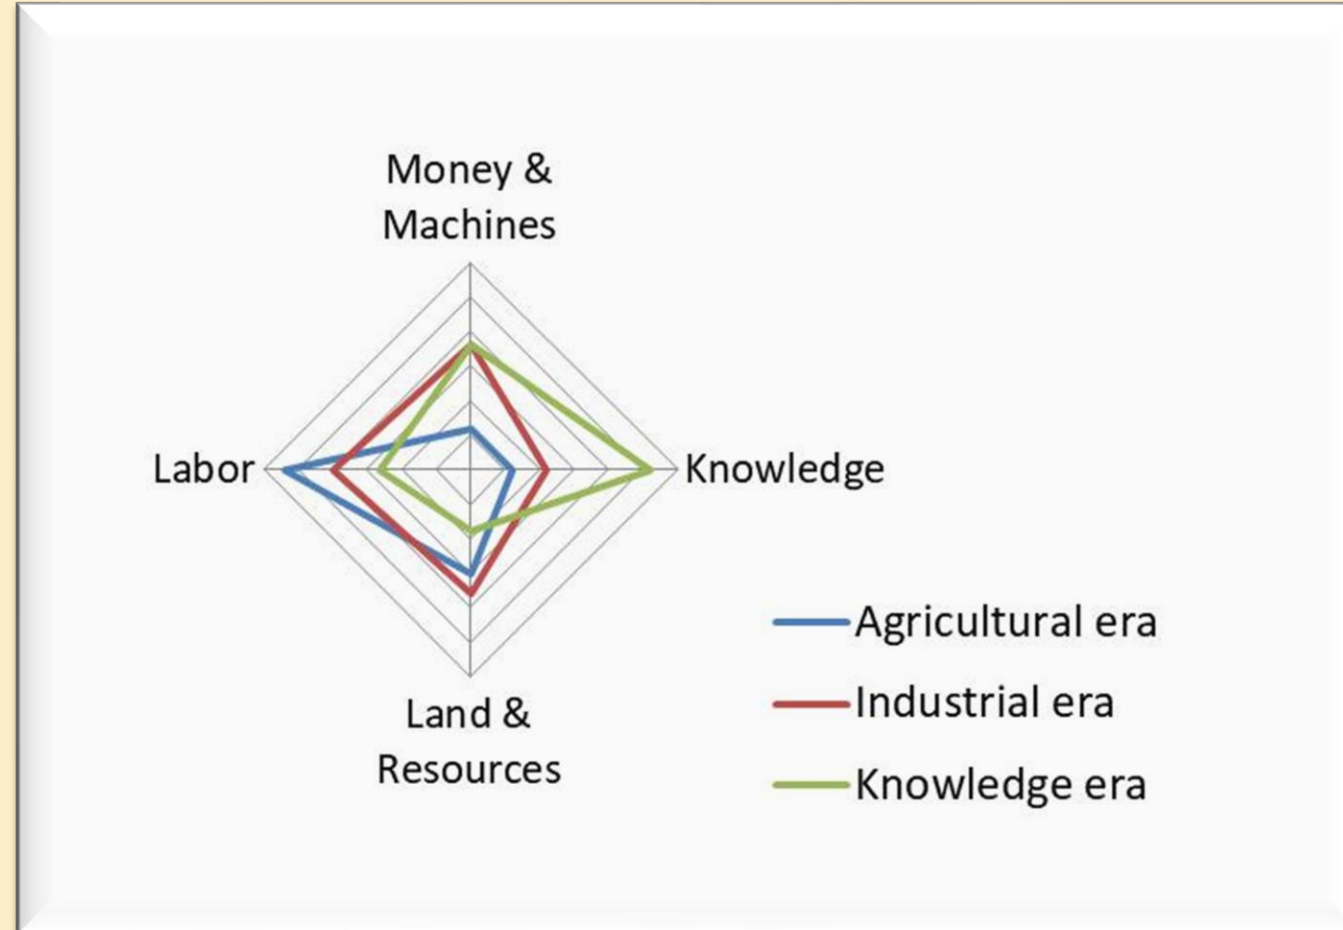 Money &
Machines
Labor
Knowledge
Land &
Resources
Agricultural era
Industrial era
Knowledge era